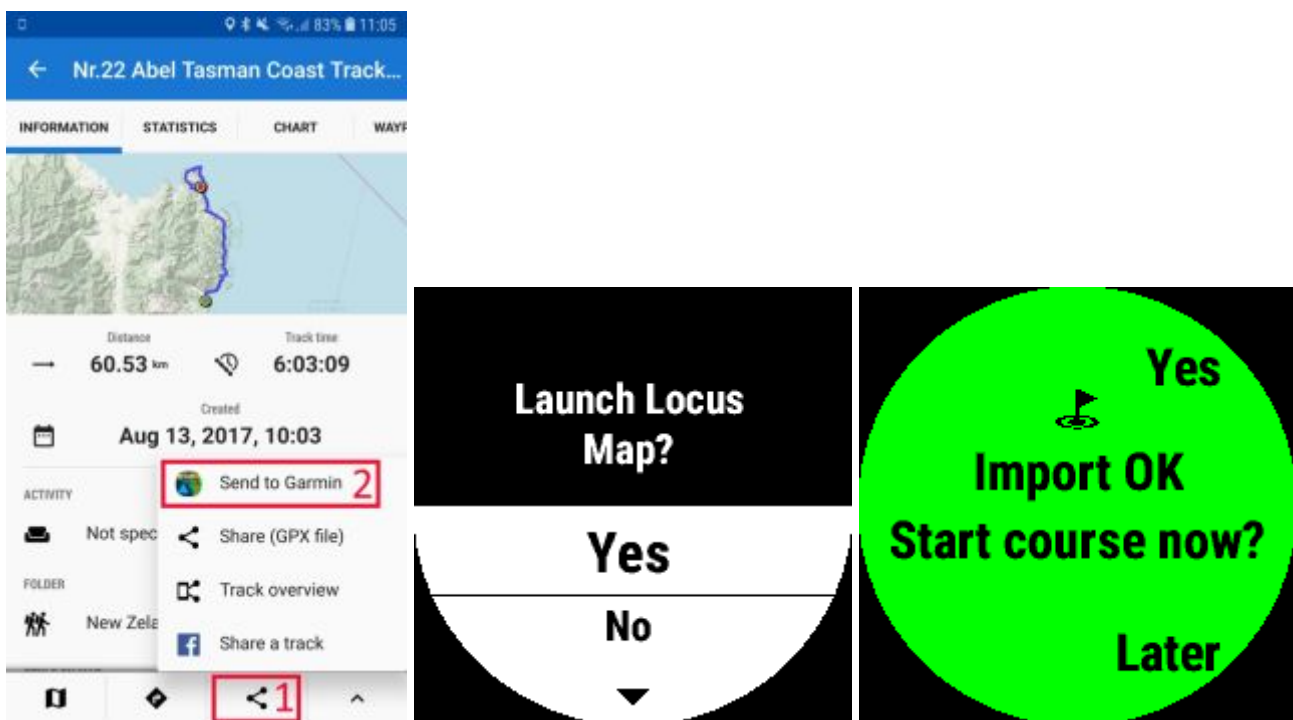 83% 11:05
Nr.22 Abel Tasman Coast Track...
INFORMATION STATISTICS CHART WAYP
Distance
60.53 km
Track time
6:03:09
Created
Aug 13, 2017, 10:03
ACTIVITY
Not spec
FOLDER
New Zela
Send to Garmin 2
Share (GPX file)
Track overview
Share a track
1
Launch Locus
Map?
Yes
No
Yes
Import OK
Start course now?
Later